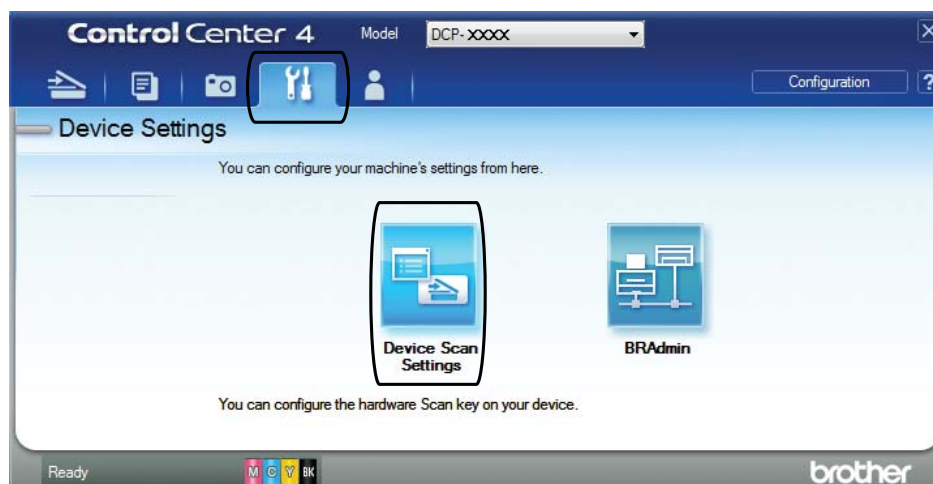 Control Center 4 Model DCP- XXXX
Configuration ?
Device Settings
You can configure your machine's settings from here.
Device Scan
Settings
BRAdmin
You can configure the hardware Scan key on your device.
Ready M C Y BK brother